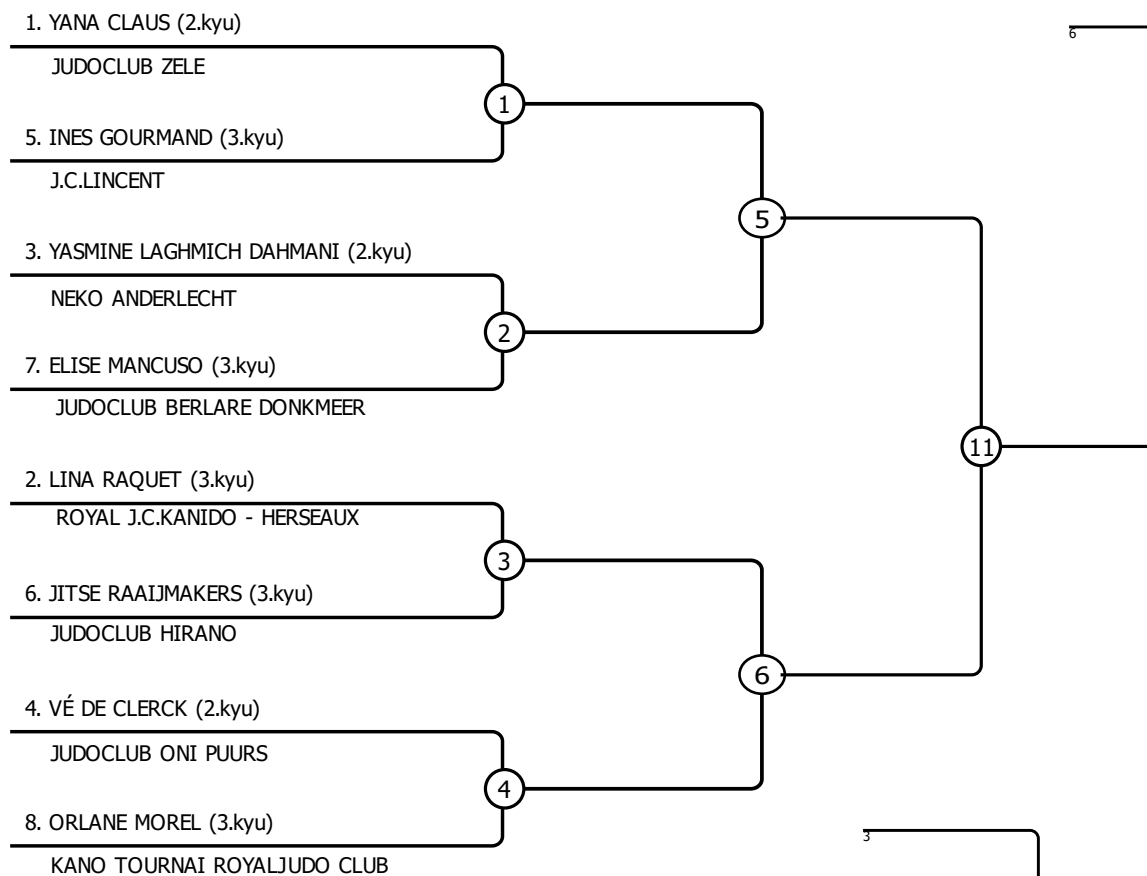 1. YANA CLAUS (2.kyu)
6
JUDOCLUB ZELE
1
5. INES GOURMAND (3.kyu)
J.C.LINCENT
5
3. YASMINE LAGHMICH DAHMANI (2.kyu)
NEKO ANDERLECHT
2
7. ELISE MANCUSO (3.kyu)
JUDOCLUB BERLARE DONKMEER
11
2. LINA RAQUET (3.kyu)
ROYAL J.C.KANIDO - HERSEAUX
3
6. JITSE RAAIJMAKERS (3.kyu)
JUDOCLUB HIRANO
6
4. VÉ DE CLERCK (2.kyu)
JUDOCLUB ONI PUURS
4
8. ORLANE MOREL (3.kyu)
3
KANO TOURNAI ROYALJUDO CLUB